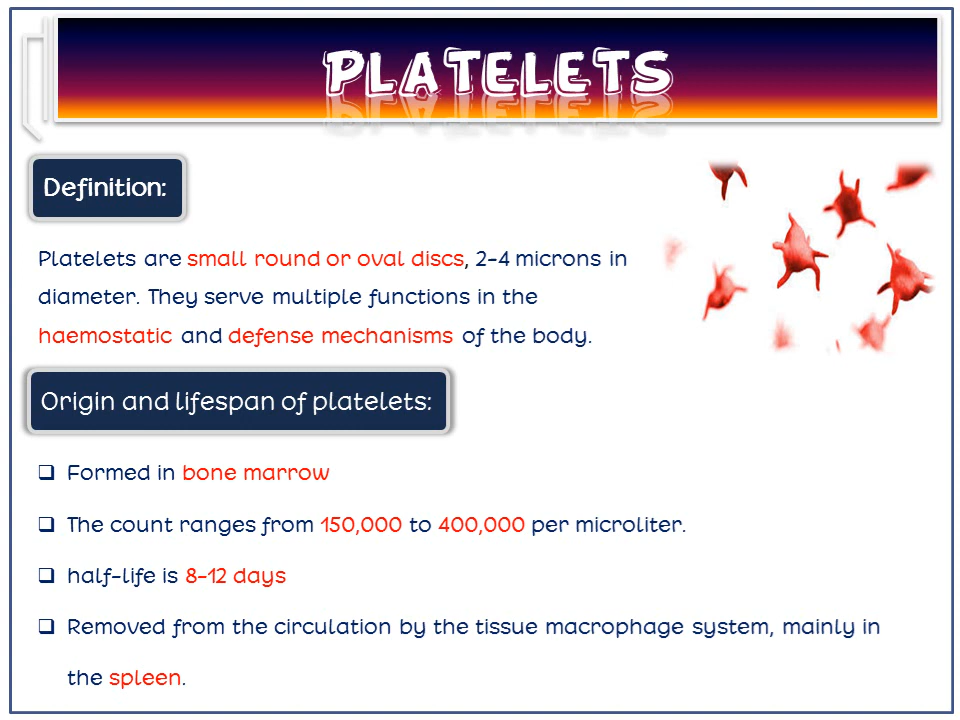 PLATELETS
Definition:
Platelets are small round or oval discs, 2-4 microns in
diameter. They serve multiple functions in the
haemostatic and defense mechanisms of the body.
Origin and lifespan of platelets:
❑ Formed in bone marrow
❑ The count ranges from 150,000 to 400,000 per microliter.
❑ half-life is 8-12 days
❑ Removed from the circulation by the tissue macrophage system, mainly in
the spleen.